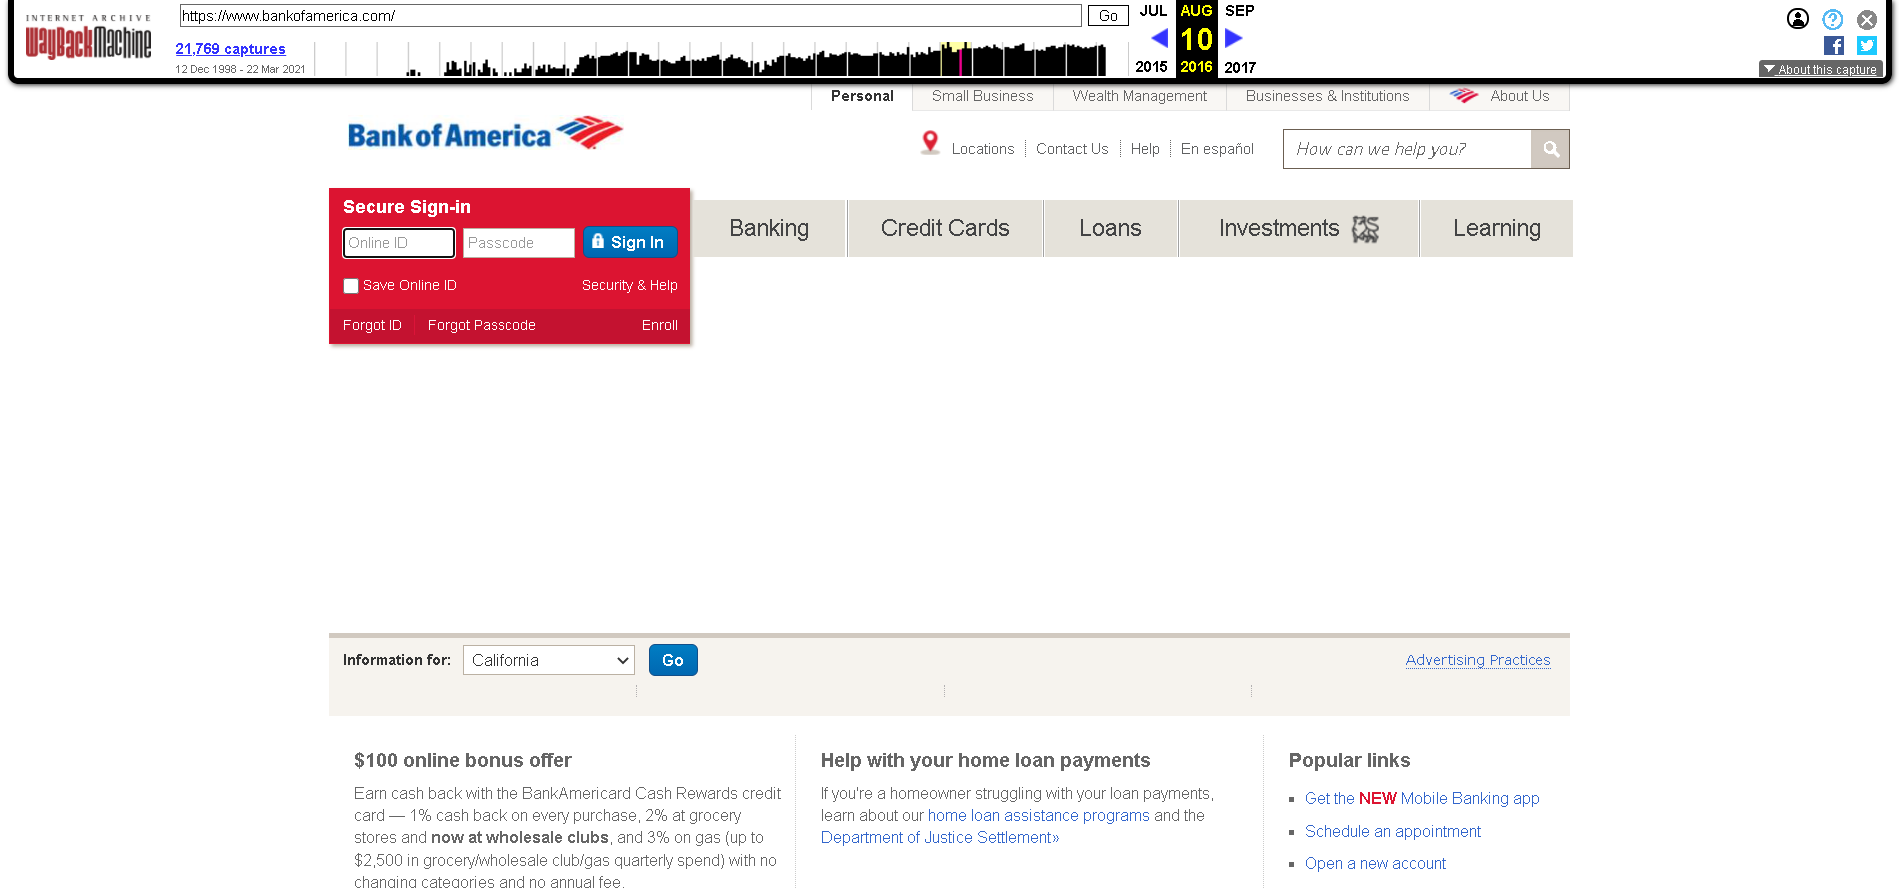 INTERNET ARCHIVE
WayBackMachine
https://www.bankofamerica.com/
Go
JUL
AUG
SEP
21,769 captures
10
12 Dec 1998 - 22 Mar 2021
2015
2016
2017
About this capture
Personal
Small Business
Wealth Management
Businesses & Institutions
About Us
Bank of America
Locations
Contact Us
Help
En español
How can we help you?
Secure Sign-in
Online ID
Passcode
Sign In
Save Online ID
Security & Help
Forgot ID
Forgot Passcode
Enroll
Banking
Credit Cards
Loans
Investments
Learning
Information for:
California
Go
Advertising Practices
$100 online bonus offer
Earn cash back with the BankAmericard Cash Rewards credit
card — 1% cash back on every purchase, 2% at grocery
stores and now at wholesale clubs, and 3% on gas (up to
$2,500 in grocery/wholesale club/gas quarterly spend) with no
changing categories and no annual fee.
Help with your home loan payments
If you're a homeowner struggling with your loan payments,
learn about our home loan assistance programs and the
Department of Justice Settlement»
Popular links
Get the NEW Mobile Banking app
Schedule an appointment
Open a new account